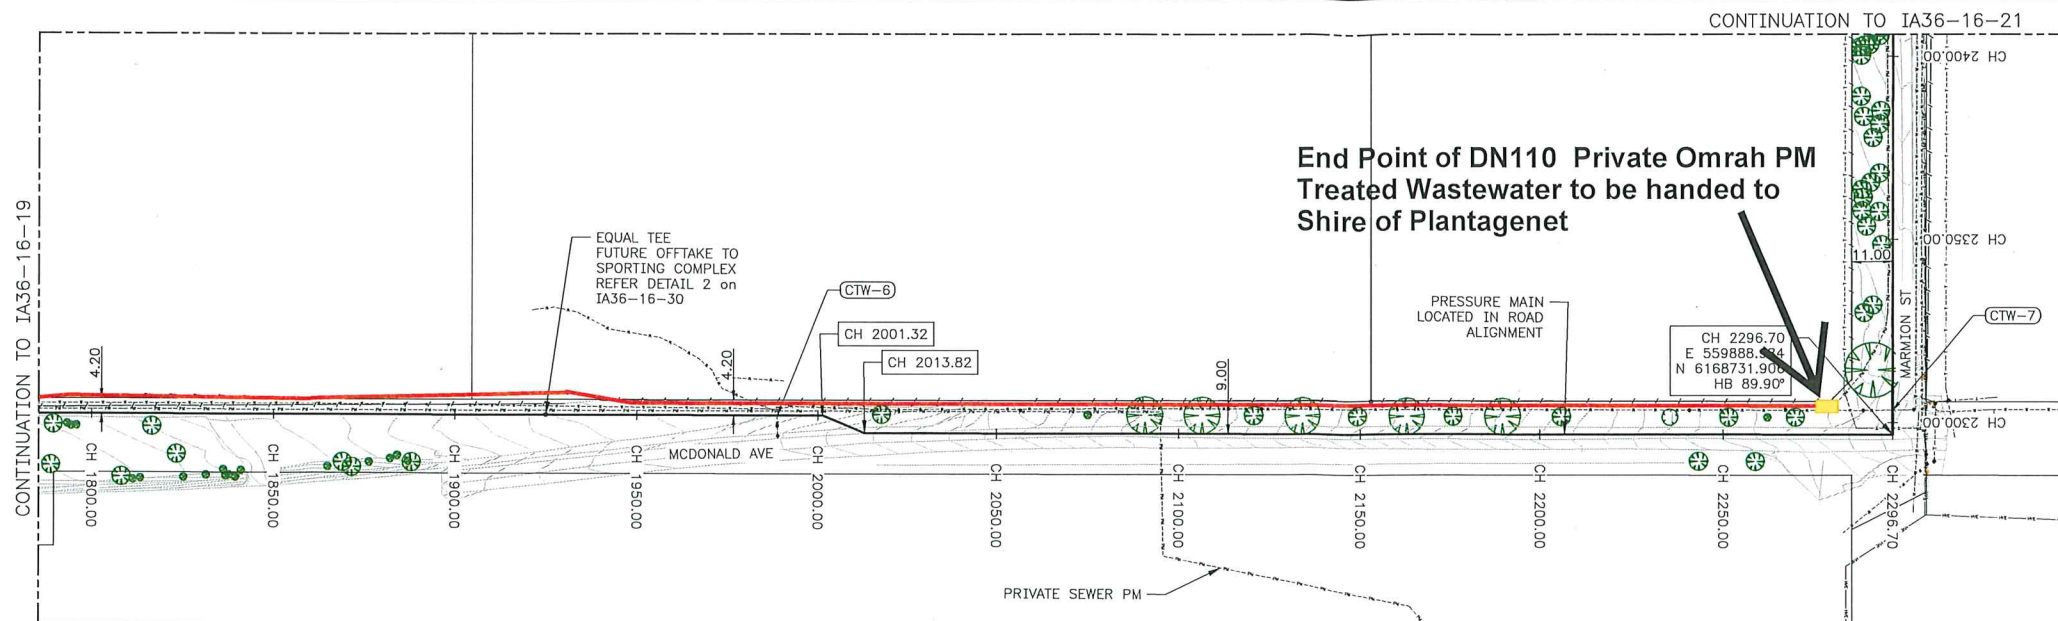 CONTINUATION TO IA36-16-21
CONTINUATION TO IA36-16-19
End Point of DN110 Private Omrah PM
Treated Wastewater to be handed to
Shire of Plantagenet
EQUAL TEE
FUTURE OFFTAKE TO
SPORTING COMPLEX
REFER DETAIL 2 on
IA36-16-30
CTW-6
CH 2001.32
CH 2013.82
PRESSURE MAIN
LOCATED IN ROAD
ALIGNMENT
CH 2296.70
E 559888.
N 6168731.906
HB 89.90°
CTW-7
MARMION ST
11.00
CH 2400.00
CH 2350.00
CH 2300.00
4.20
4.20
9.00
MCDONALD AVE
CH 1800.00
CH 1850.00
CH 1900.00
CH 1950.00
CH 2000.00
CH 2050.00
CH 2100.00
CH 2150.00
CH 2200.00
CH 2250.00
CH 2296.70
PRIVATE SEWER PM